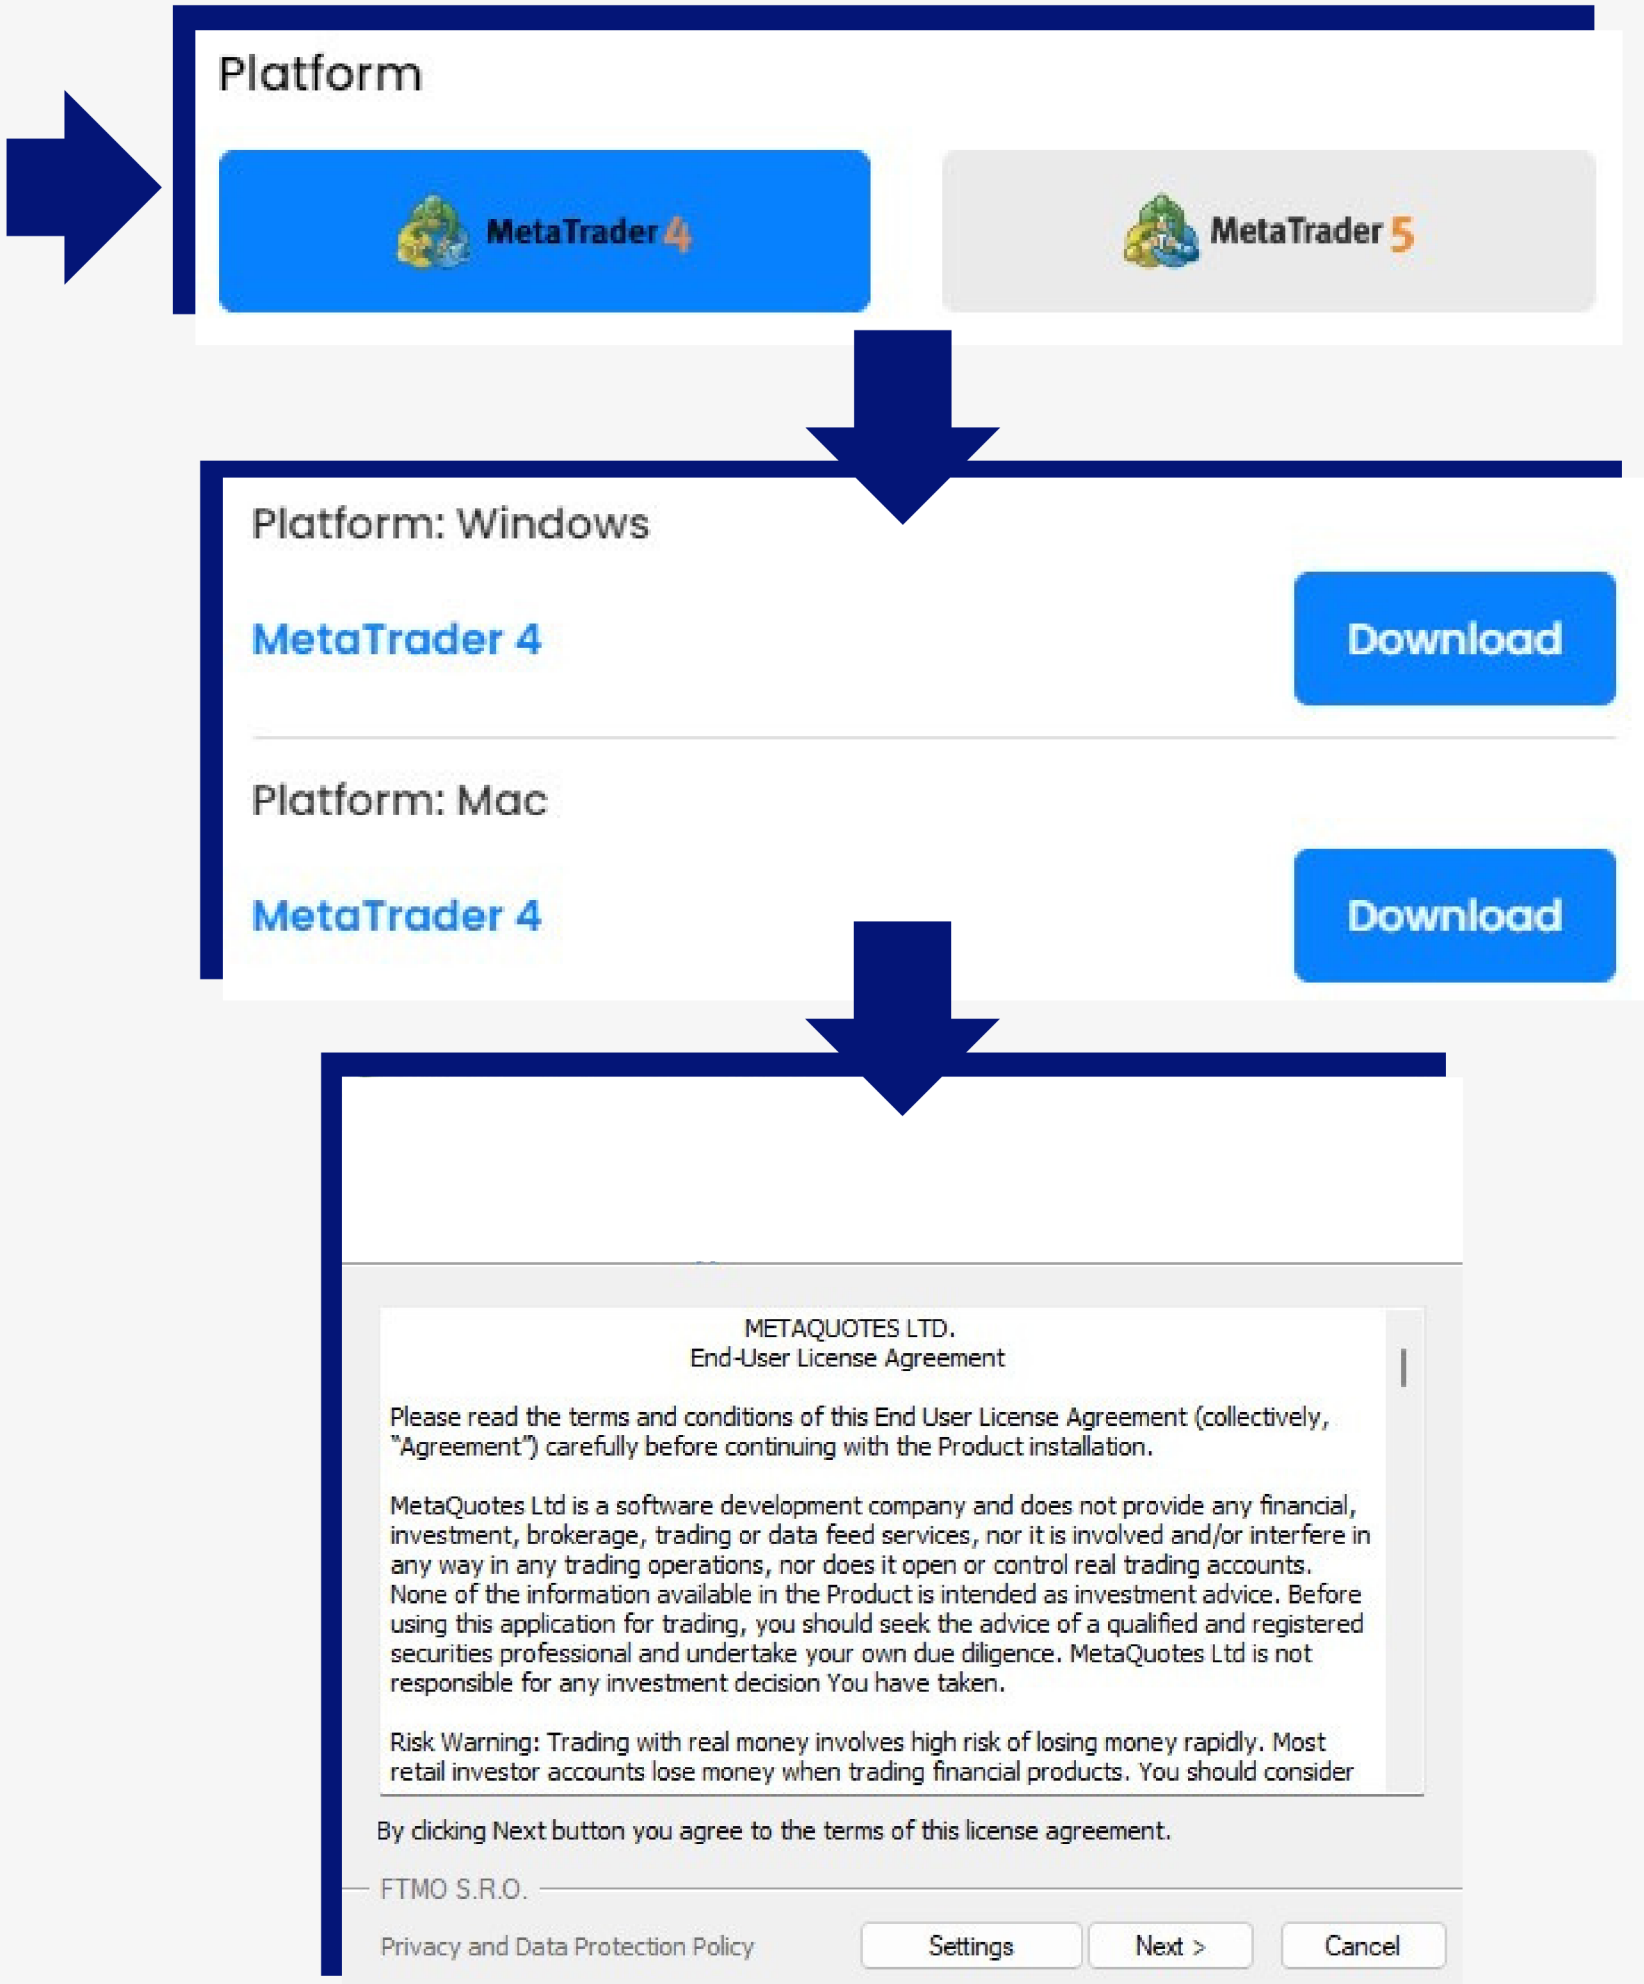 Platform
MetaTrader 4
MetaTrader 5
Platform: Windows
MetaTrader 4
Download
Platform: Mac
MetaTrader 4
Download
METAQUOTES LTD.
End-User License Agreement
Please read the terms and conditions of this End User License Agreement (collectively,
“Agreement”) carefully before continuing with the Product installation.
MetaQuotes Ltd is a software development company and does not provide any financial,
investment, brokerage, trading or data feed services, nor it is involved and/or interfere in
any way in any trading operations, nor does it open or control real trading accounts.
None of the information available in the Product is intended as investment advice. Before
using this application for trading, you should seek the advice of a qualified and registered
securities professional and undertake your own due diligence. MetaQuotes Ltd is not
responsible for any investment decision You have taken.
Risk Warning: Trading with real money involves high risk of losing money rapidly. Most
retail investor accounts lose money when trading financial products. You should consider
By clicking Next button you agree to the terms of this license agreement.
FTMO S.R.O.
Privacy and Data Protection Policy
Settings
Next >
Cancel